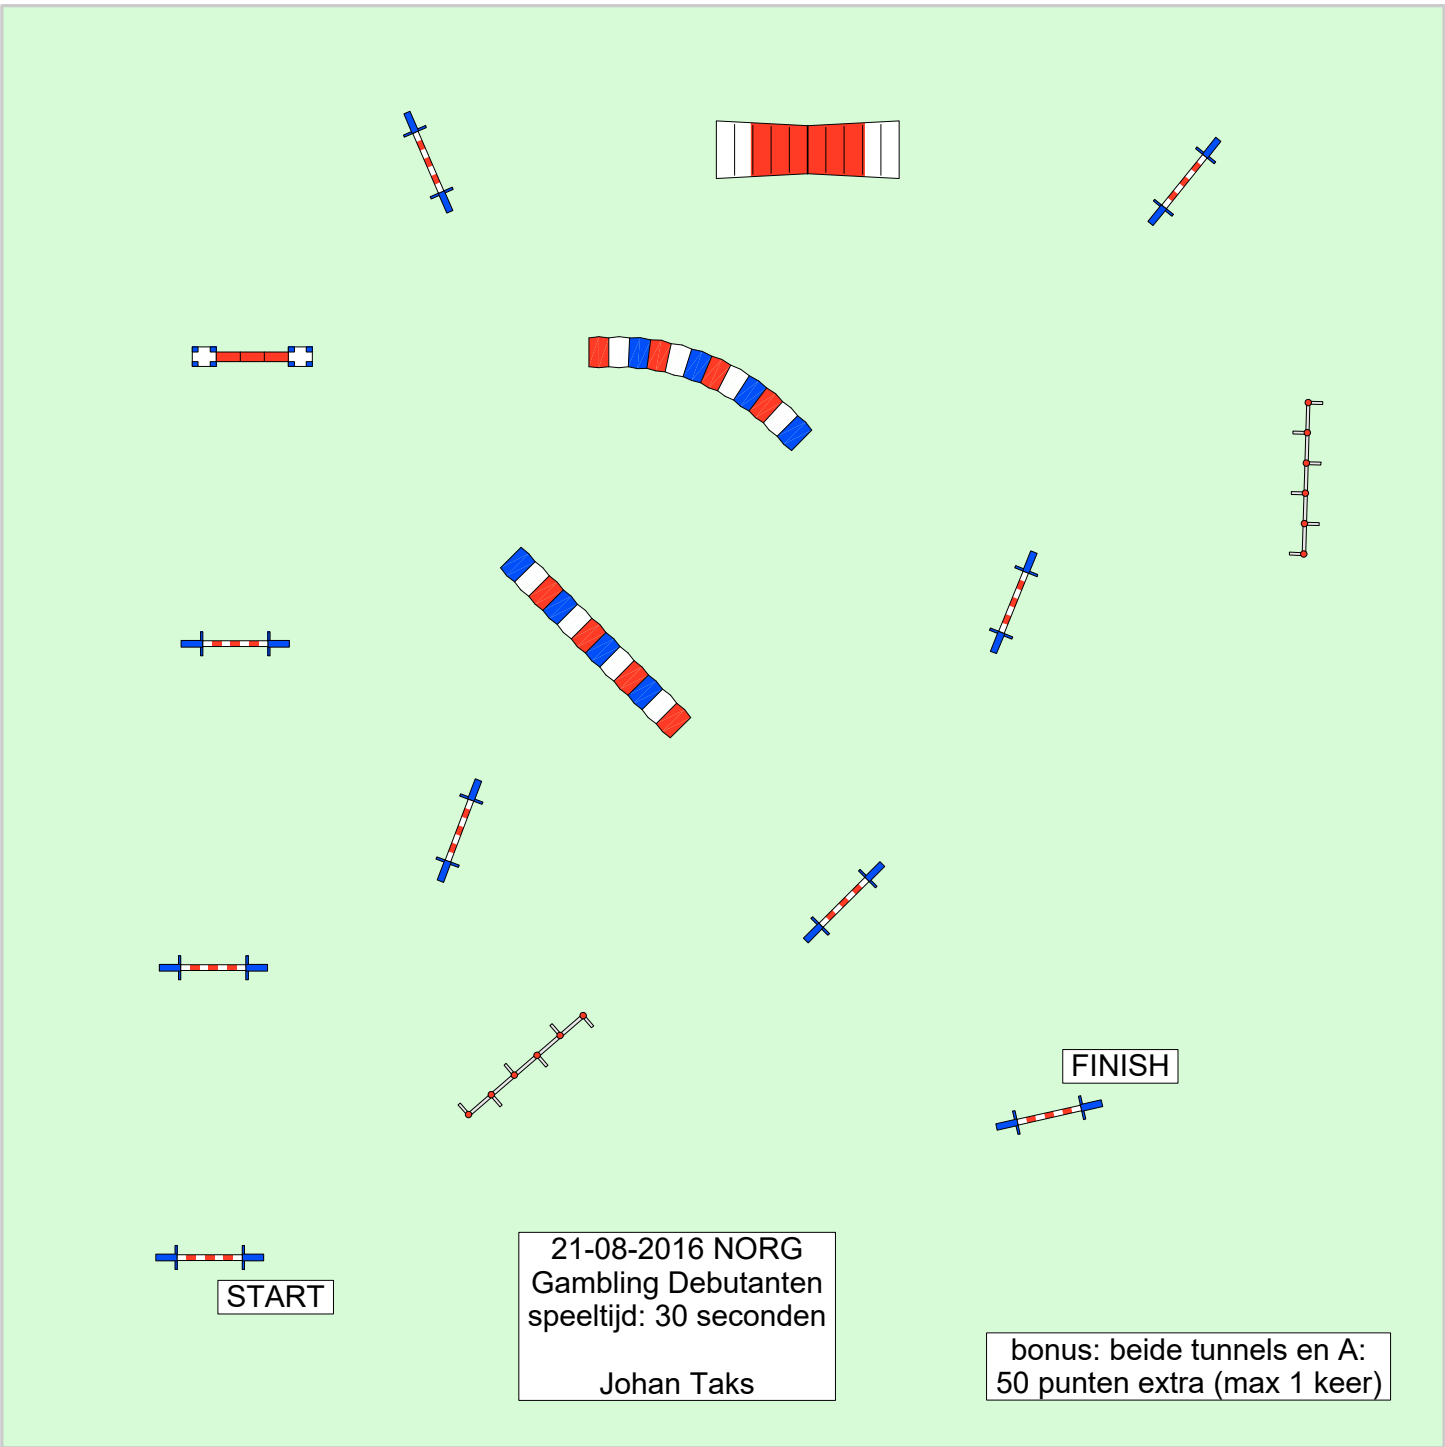 FINISH
START
21-08-2016 NORG
Gambling Debutanten
speeltijd: 30 seconden
Johan Taks
bonus: beide tunnels en A:
50 punten extra (max 1 keer)